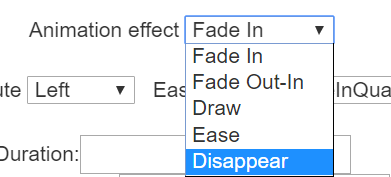 Animation effect Fade In
Fade In
Fade Out-In
ute Left Eas InQua
Draw
Ease
Duration:
Disappear